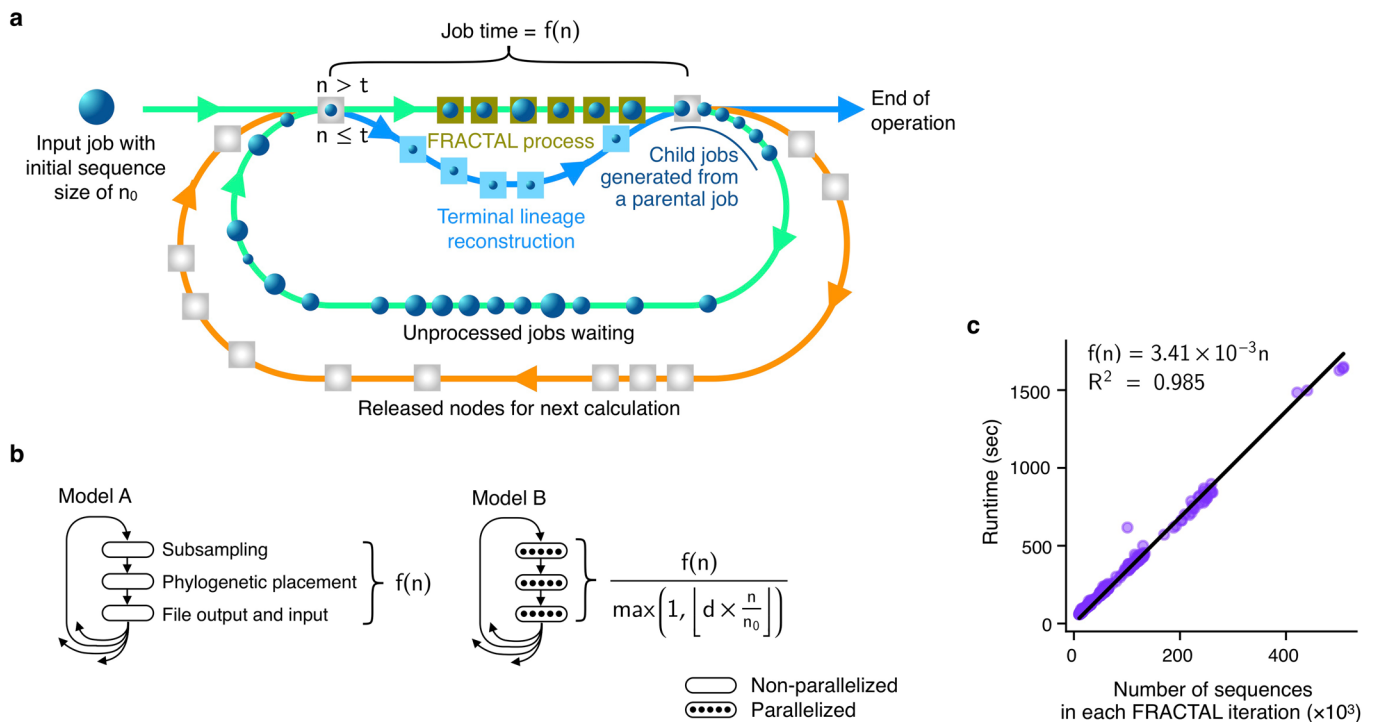 a
Job time = f(n)
n > t
n ≤ t
Input job with
initial sequence
size of n₀
FRACTAL process
End of
operation
Child jobs
generated from
a parental job
Terminal lineage
reconstruction
Unprocessed jobs waiting
Released nodes for next calculation
b
Model A
Subsampling
Phylogenetic placement
File output and input
f(n)
Model B
f(n)
max(1, ⌊d × n/n₀⌋)
Non-parallelized
Parallelized
c
f(n) = 3.41 × 10⁻³n
R² = 0.985
Runtime (sec)
1500
1000
500
0
0 200 400
Number of sequences
in each FRACTAL iteration (×10³)